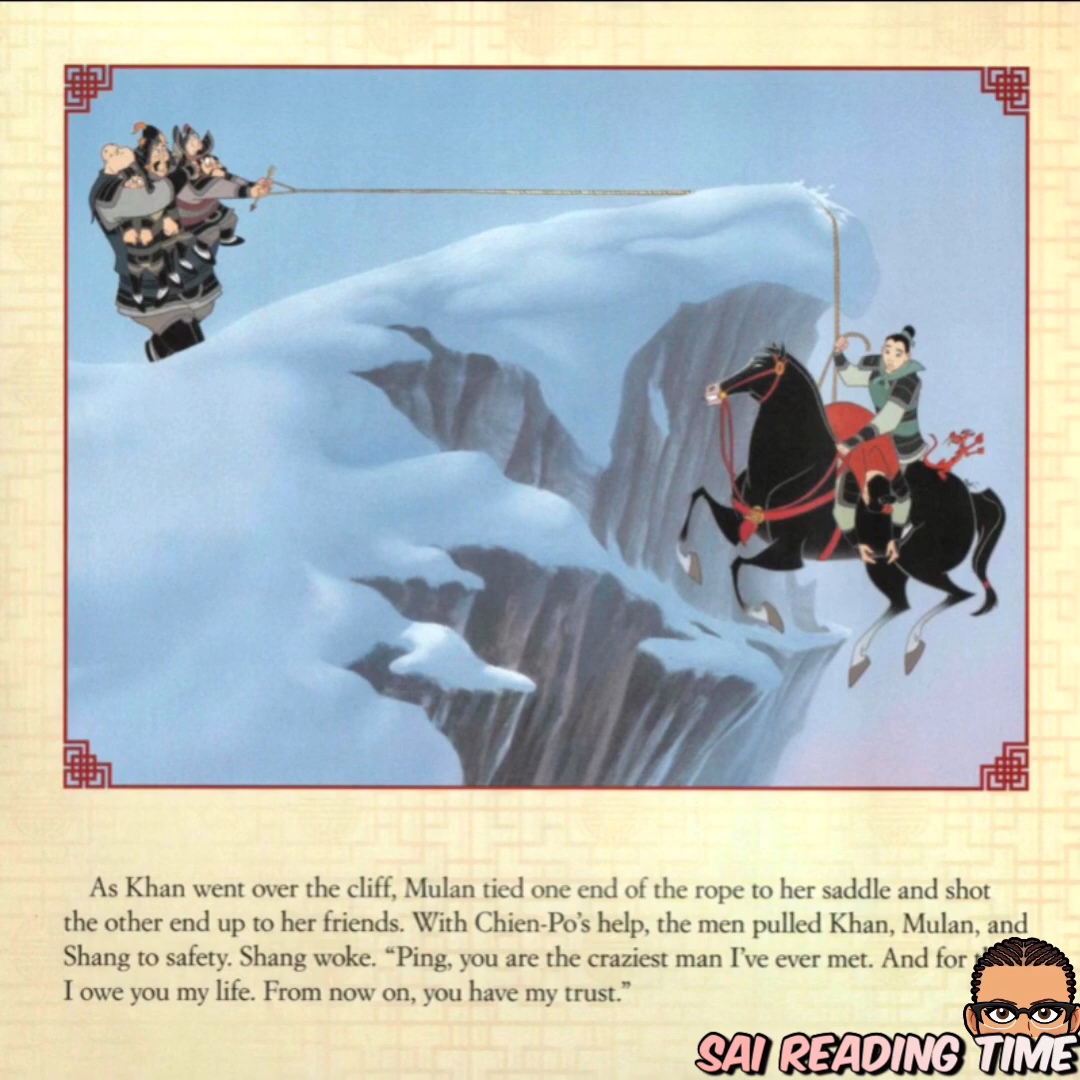 As Khan went over the cliff, Mulan tied one end of the rope to her saddle and shot
the other end up to her friends. With Chien-Po’s help, the men pulled Khan, Mulan, and
Shang to safety. Shang woke. “Ping, you are the craziest man I’ve ever met. And for
I owe you my life. From now on, you have my trust.”
SAI READING TIME